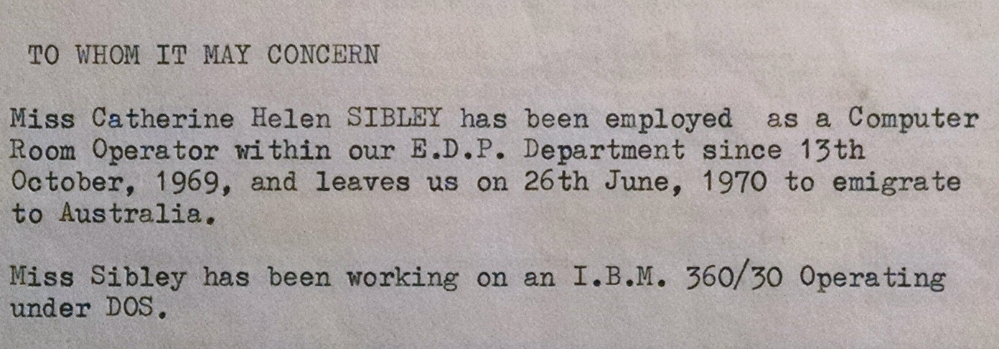 TO WHOM IT MAY CONCERN
Miss Catherine Helen SIBLEY has been employed  as a Computer
Room Operator within our E.D.P. Department since 13th
October, 1969, and leaves us on 26th June, 1970 to emigrate
to Australia.
Miss Sibley has been working on an I.B.M. 360/30 Operating
under DOS.